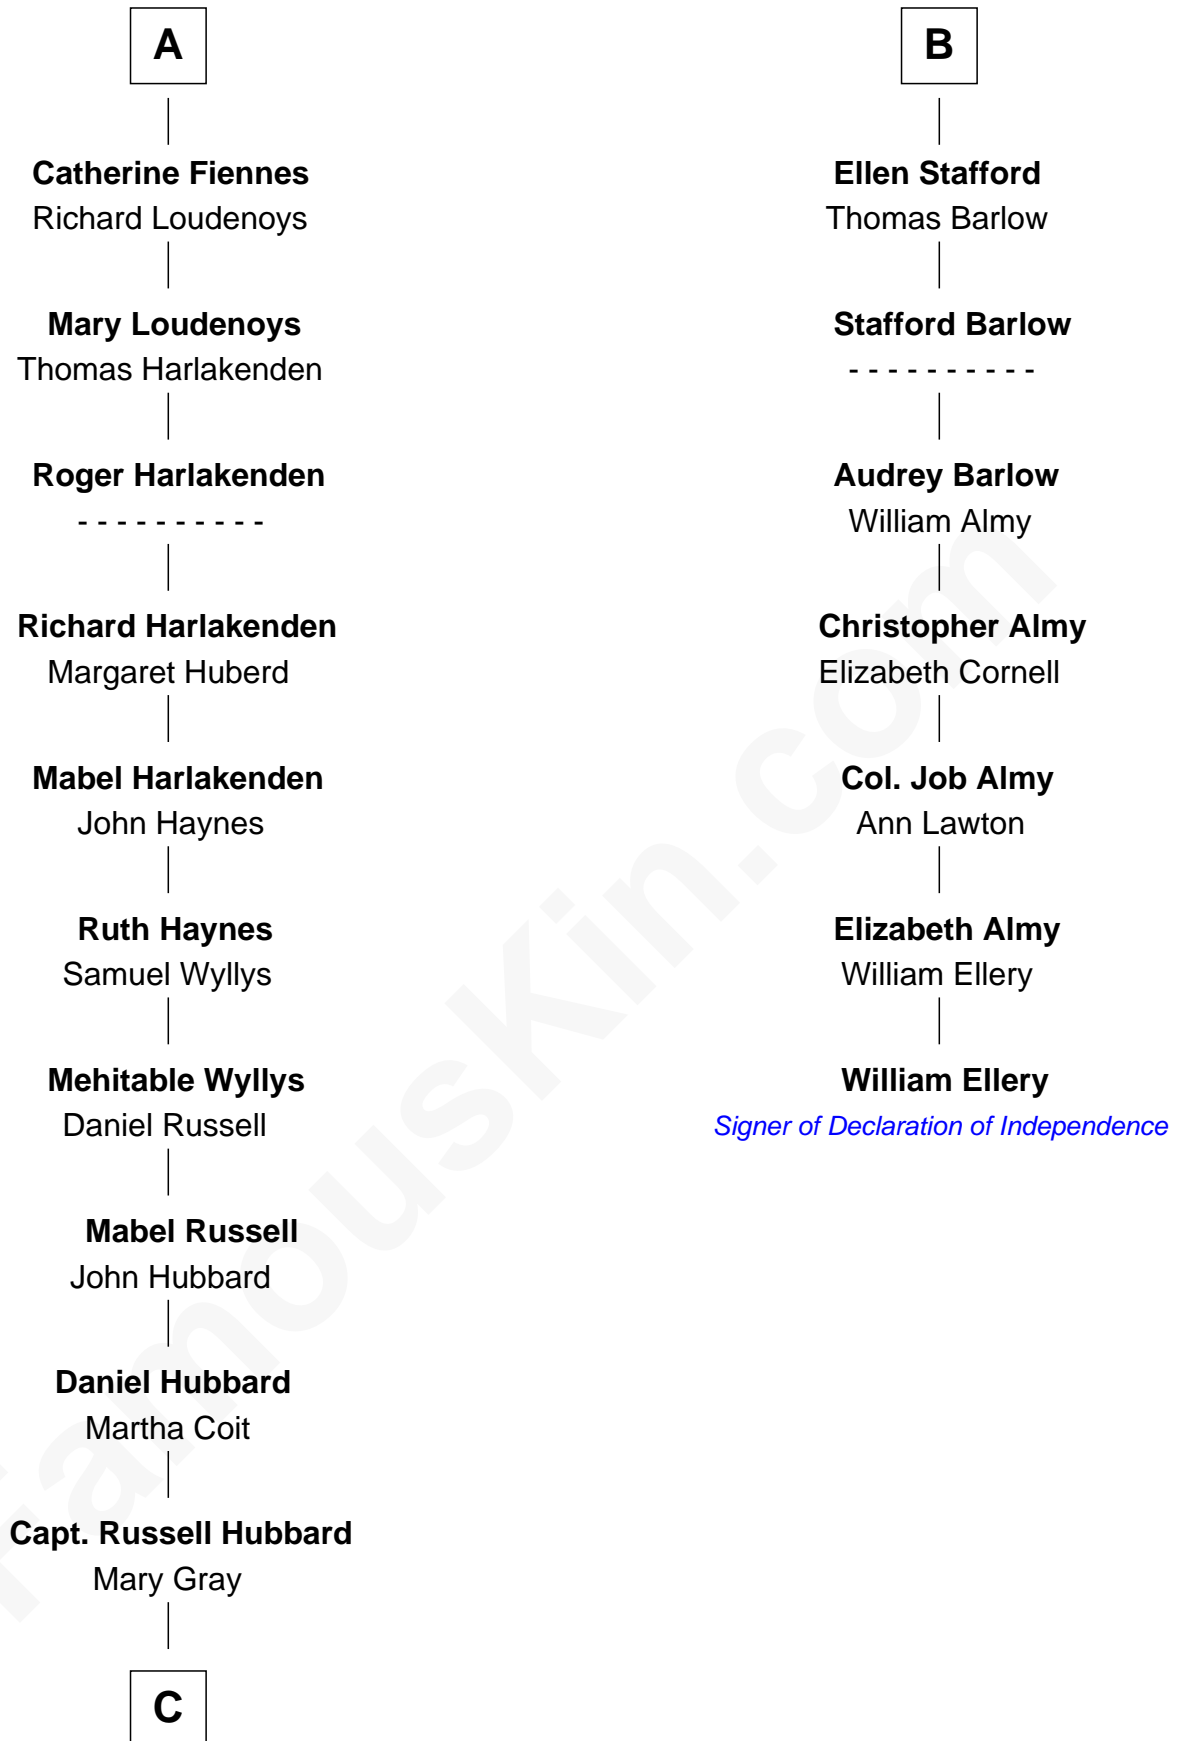 A
Catherine Fiennes
Richard Loudenoys
Mary Loudenoys
Thomas Harlakenden
Roger Harlakenden
- - - - - - - - - -
Richard Harlakenden
Margaret Huberd
Mabel Harlakenden
John Haynes
Ruth Haynes
Samuel Wyllys
Mehitable Wyllys
Daniel Russell
Mabel Russell
John Hubbard
Daniel Hubbard
Martha Coit
Capt. Russell Hubbard
Mary Gray
C
B
Ellen Stafford
Thomas Barlow
Stafford Barlow
- - - - - - - - - -
Audrey Barlow
William Almy
Christopher Almy
Elizabeth Cornell
Col. Job Almy
Ann Lawton
Elizabeth Almy
William Ellery
William Ellery
Signer of Declaration of Independence
FamousKin.com